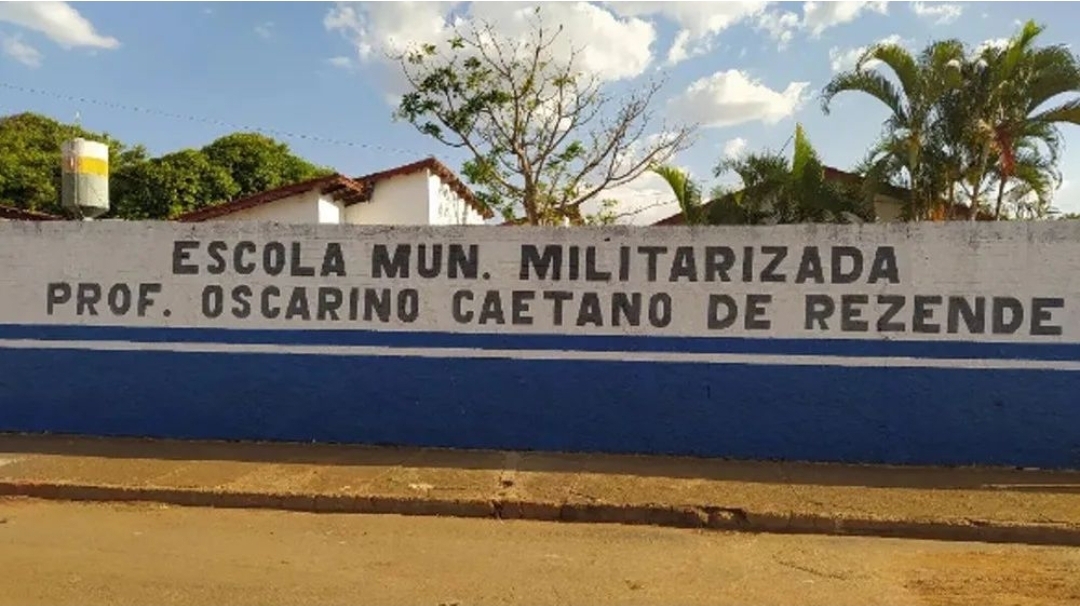 ESCOLA MUN. MILITARIZADA
PROF. OSCARINO CAETANO DE REZENDE